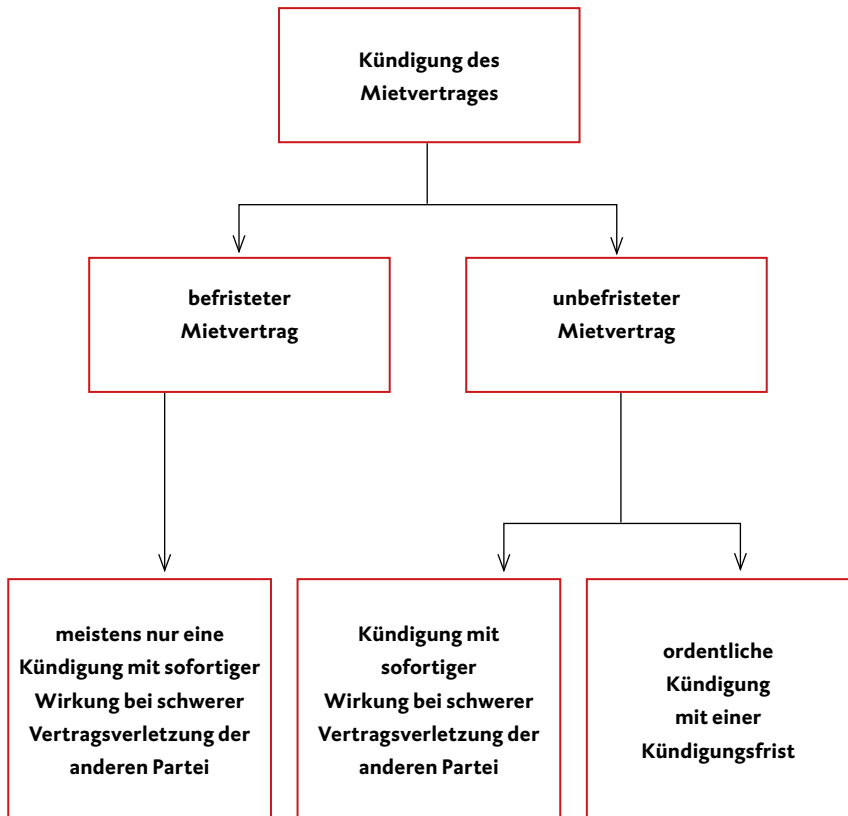 Kündigung des
Mietvertrages
befristeter
Mietvertrag
unbefristeter
Mietvertrag
meistens nur eine
Kündigung mit sofortiger
Wirkung bei schwerer
Vertragsverletzung der
anderen Partei
Kündigung mit
sofortiger
Wirkung bei schwerer
Vertragsverletzung der
anderen Partei
ordentliche
Kündigung
mit einer
Kündigungsfrist